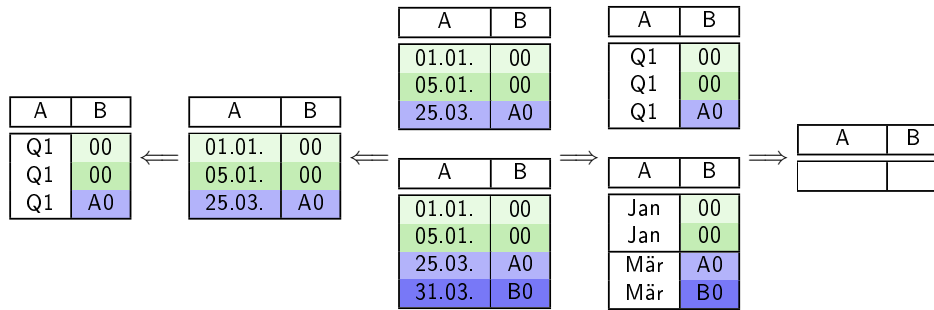 A B
Q1 00
Q1 00
Q1 A0
⟸
A B
01.01. 00
05.01. 00
25.03. A0
⟸
A B
01.01. 00
05.01. 00
25.03. A0
A B
01.01. 00
05.01. 00
25.03. A0
31.03. B0
⟹
A B
Q1 00
Q1 00
Q1 A0
A B
Jan 00
Jan 00
Mär A0
Mär B0
⟹
A B